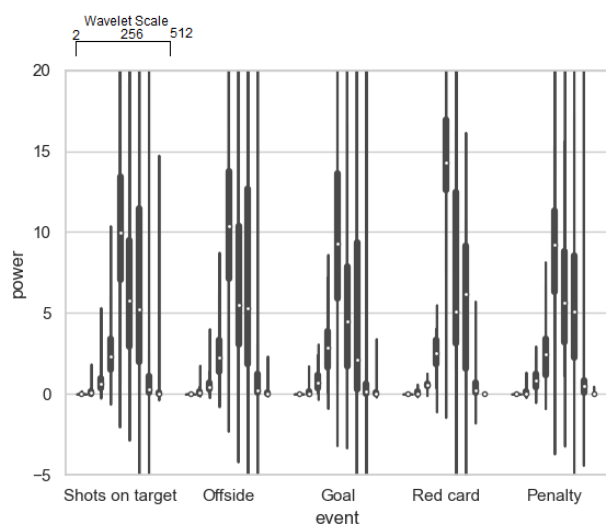 Wavelet Scale
2 256 512
20
15
10
5
0
−5
power
Shots on target Offside Goal Red card Penalty
event